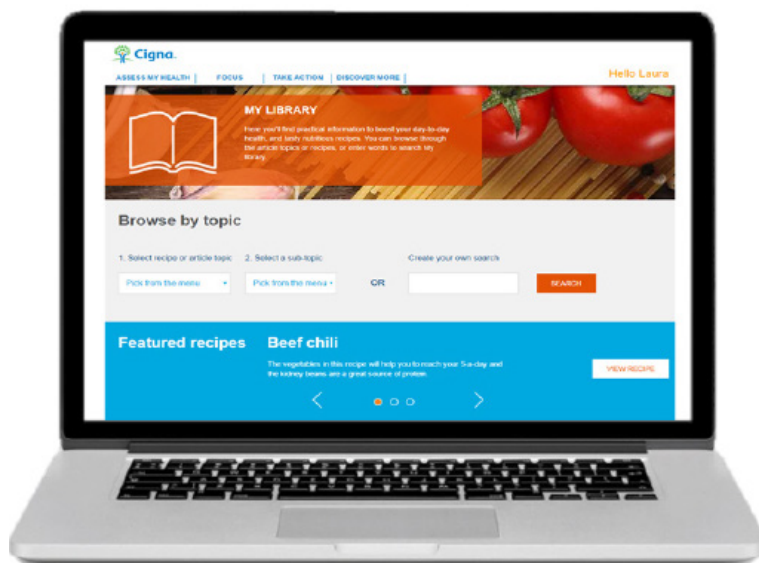 Cigna.
ASSESS MY HEALTH | FOCUS | TAKE ACTION | DISCOVER MORE |
Hello Laura
MY LIBRARY
Here you'll find practical information to boost your day-to-day
health, and tasty nutritious recipes. You can browse through
the article topics or recipes, or enter words to search My
library.
Browse by topic
1. Select recipe or article topic
2. Select a sub-topic
Create your own search
Pick from the menu
Pick from the menu
OR
SEARCH
Featured recipes
Beef chili
The vegetables in this recipe will help you to reach your 5-a-day and
the kidney beans are a great source of protein.
VIEW RECIPE